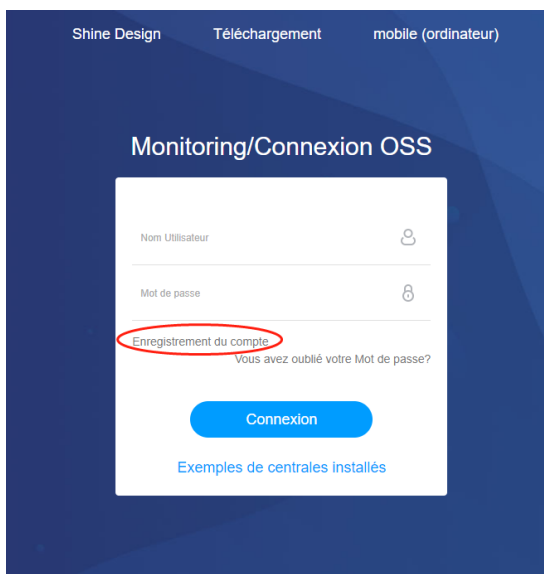 Shine Design Téléchargement mobile (ordinateur)
Monitoring/Connexion OSS
Nom Utilisateur
Mot de passe
Enregistrement du compte
Vous avez oublié votre Mot de passe?
Connexion
Exemples de centrales installés